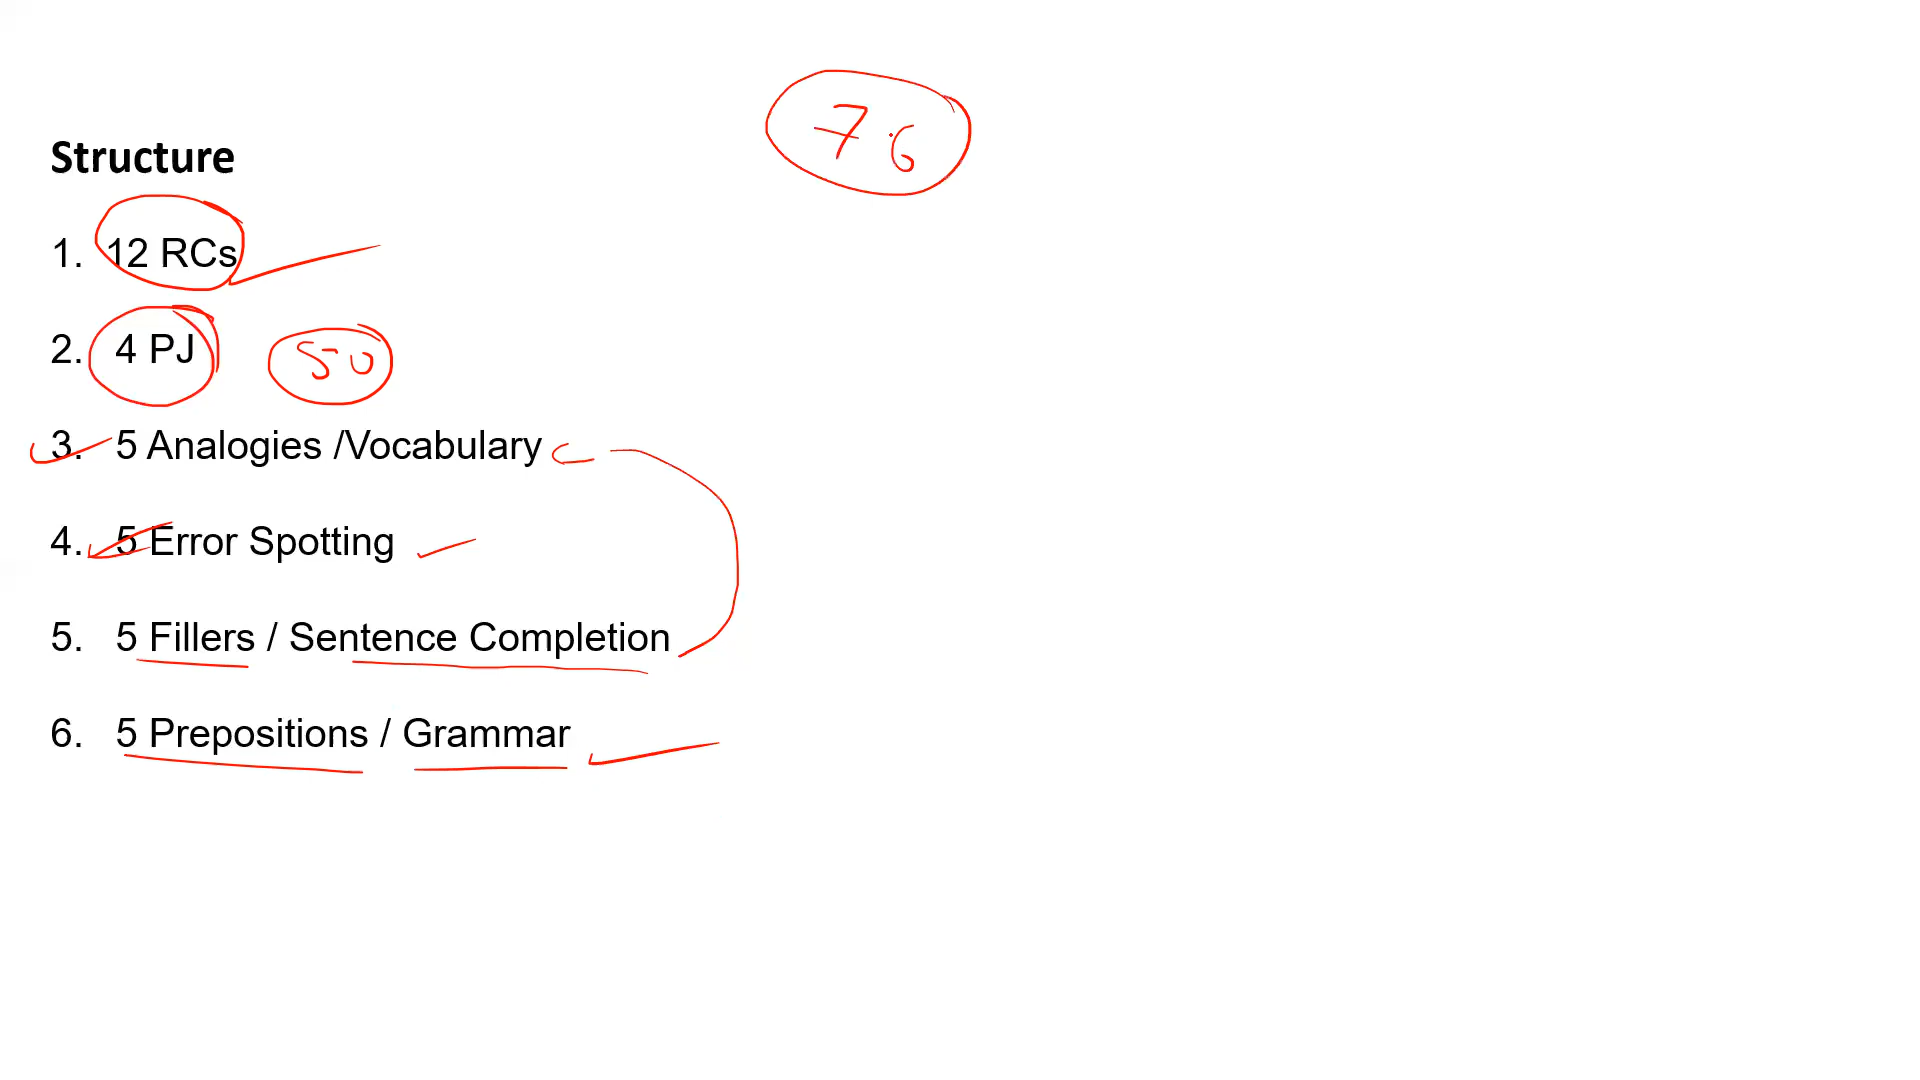 76
Structure
1. 12 RCs
2. 4 PJ 50
3. 5 Analogies /Vocabulary
4. 5 Error Spotting
5. 5 Fillers / Sentence Completion
6. 5 Prepositions / Grammar